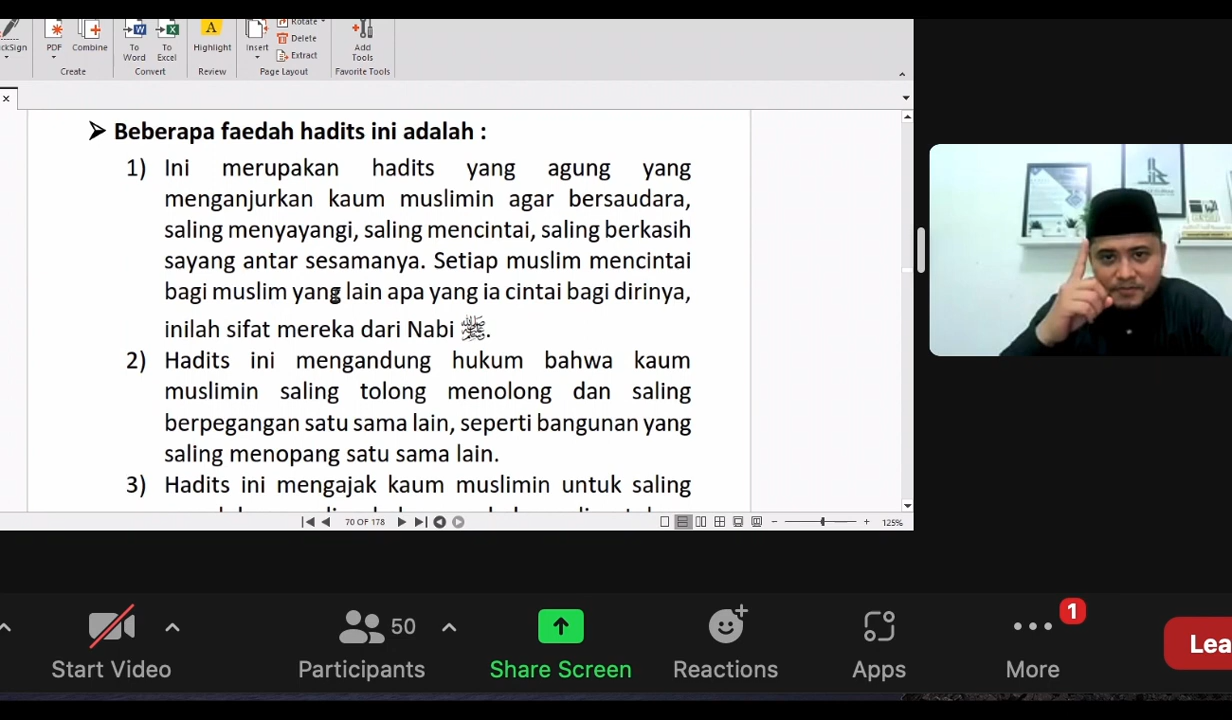 ckSign
PDF
Combine
Create
To Word
To Excel
Convert
Highlight
Review
Insert
Rotate
Delete
Extract
Page Layout
Add Tools
Favorite Tools
➢ Beberapa faedah hadits ini adalah :
1) Ini merupakan hadits yang agung yang
menganjurkan kaum muslimin agar bersaudara,
saling menyayangi, saling mencintai, saling berkasih
sayang antar sesamanya. Setiap muslim mencintai
bagi muslim yang lain apa yang ia cintai bagi dirinya,
inilah sifat mereka dari Nabi ﷺ.
2) Hadits ini mengandung hukum bahwa kaum
muslimin saling tolong menolong dan saling
berpegangan satu sama lain, seperti bangunan yang
saling menopang satu sama lain.
3) Hadits ini mengajak kaum muslimin untuk saling
70 OF 178
125%
50
1
Start Video
Participants
Share Screen
Reactions
Apps
More
Lea